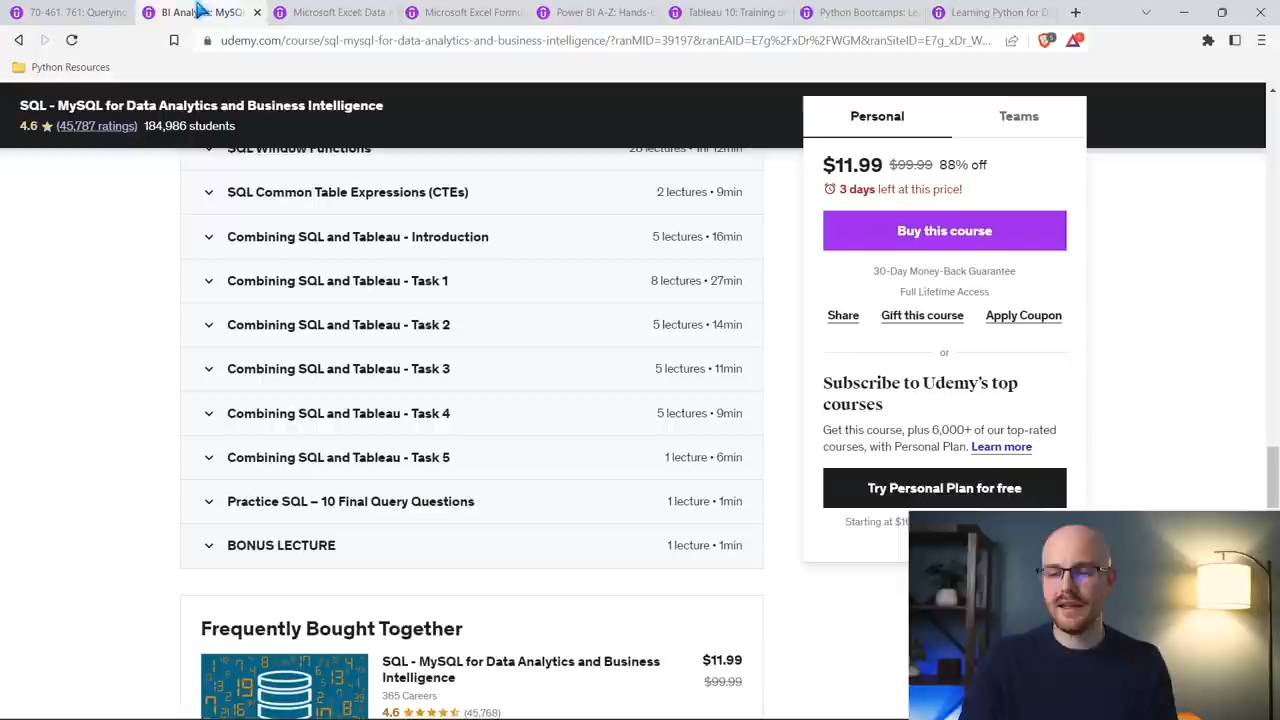 70-461, 761: Querying
BI Analy MySQ
Microsoft Excel: Data A
Microsoft Excel Formu
Power BI A-Z: Hands-O
Tableau 10: Training
Python Bootcamps: Le
Learning Python for D
udemy.com/course/sql-mysql-for-data-analytics-and-business-intelligence/?ranMID=39197&ranEAID=E7g%2FxDr%2FWGM&ranSiteID=E7g_xDr_W...
Python Resources
SQL - MySQL for Data Analytics and Business Intelligence
4.6 ★ (45,787 ratings) 184,986 students
SQL Window Functions
SQL Common Table Expressions (CTEs) 2 lectures • 9min
Combining SQL and Tableau - Introduction 5 lectures • 16min
Combining SQL and Tableau - Task 1 8 lectures • 27min
Combining SQL and Tableau - Task 2 5 lectures • 14min
Combining SQL and Tableau - Task 3 5 lectures • 11min
Combining SQL and Tableau - Task 4 5 lectures • 9min
Combining SQL and Tableau - Task 5 1 lecture • 6min
Practice SQL – 10 Final Query Questions 1 lecture • 1min
BONUS LECTURE 1 lecture • 1min
Frequently Bought Together
SQL - MySQL for Data Analytics and Business
Intelligence
$11.99
$99.99
365 Careers
4.6 (45,768)
Personal Teams
$11.99 $99.99 88% off
3 days left at this price!
Buy this course
30-Day Money-Back Guarantee
Full Lifetime Access
Share Gift this course Apply Coupon
or
Subscribe to Udemy's top
courses
Get this course, plus 6,000+ of our top-rated
courses, with Personal Plan. Learn more
Try Personal Plan for free
Starting at